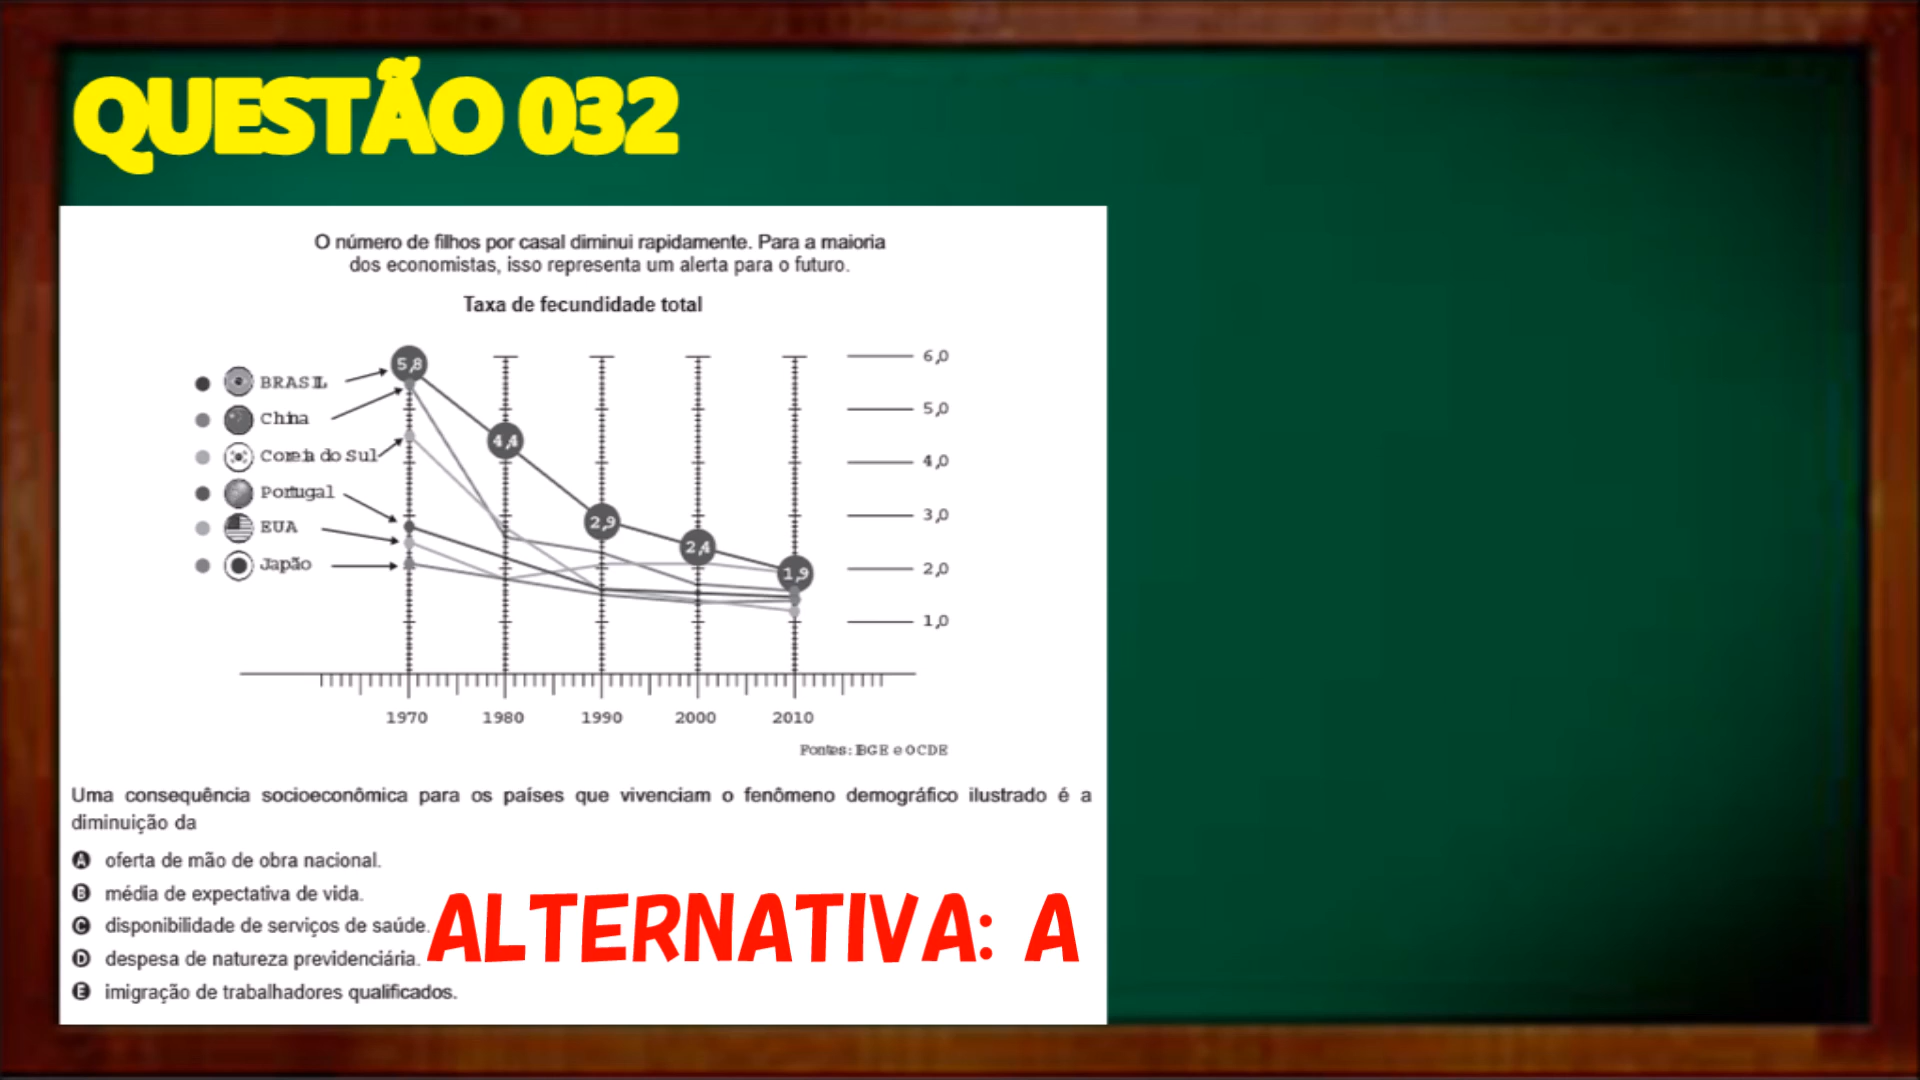 QUESTÃO 032
O número de filhos por casal diminui rapidamente. Para a maioria
dos economistas, isso representa um alerta para o futuro.
Taxa de fecundidade total
BRASIL
China
Coreia do Sul
Portugal
EUA
Japão
5,8
4,4
2,9
2,4
1,9
6,0
5,0
4,0
3,0
2,0
1,0
1970 1980 1990 2000 2010
Fontes: IBGE e OCDE
Uma consequência socioeconômica para os países que vivenciam o fenômeno demográfico ilustrado é a
diminuição da
A oferta de mão de obra nacional.
B média de expectativa de vida.
C disponibilidade de serviços de saúde.
D despesa de natureza previdenciária.
E imigração de trabalhadores qualificados.
ALTERNATIVA: A